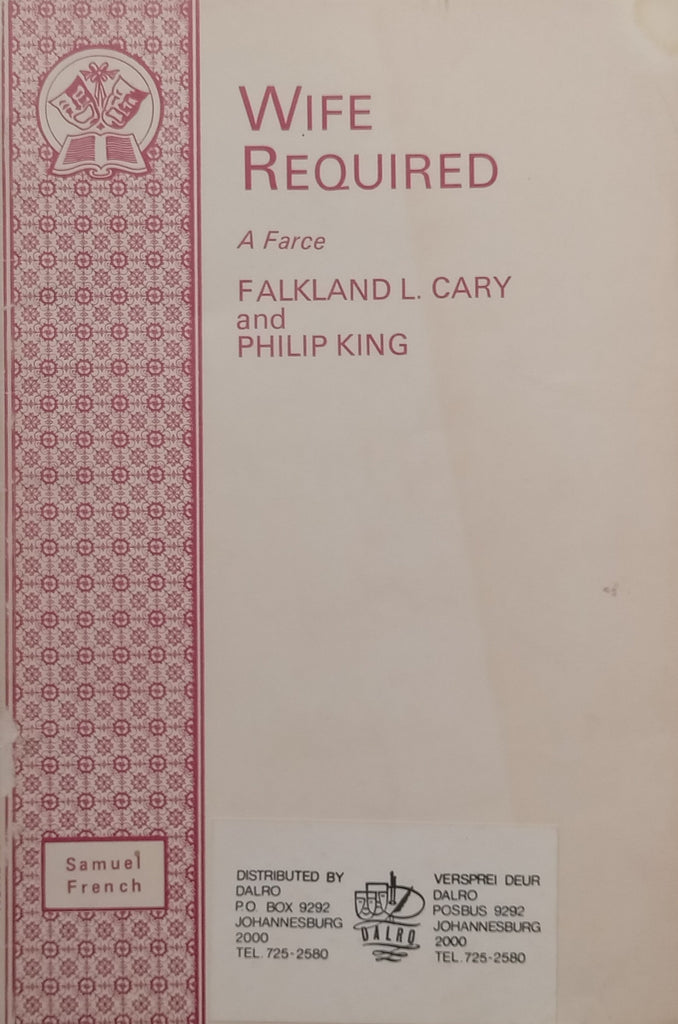 WIFE
REQUIRED
A Farce
FALKLAND L. CARY
and
PHILIP KING
Samuel
French
DISTRIBUTED BY
DALRO
P.O. BOX 9292
JOHANNESBURG
2000
TEL. 725-2580
DALRO
VERSPREI DEUR
DALRO
POSBUS 9292
JOHANNESBURG
2000
TEL. 725-2580